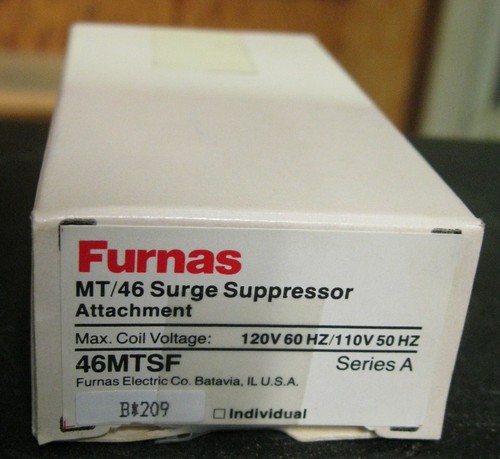 Furnas
MT/46 Surge Suppressor
Attachment
Max. Coil Voltage: 120V 60 HZ/110V 50 HZ
46MTSF Series A
Furnas Electric Co. Batavia, IL U.S.A.
B*209 ☐ Individual